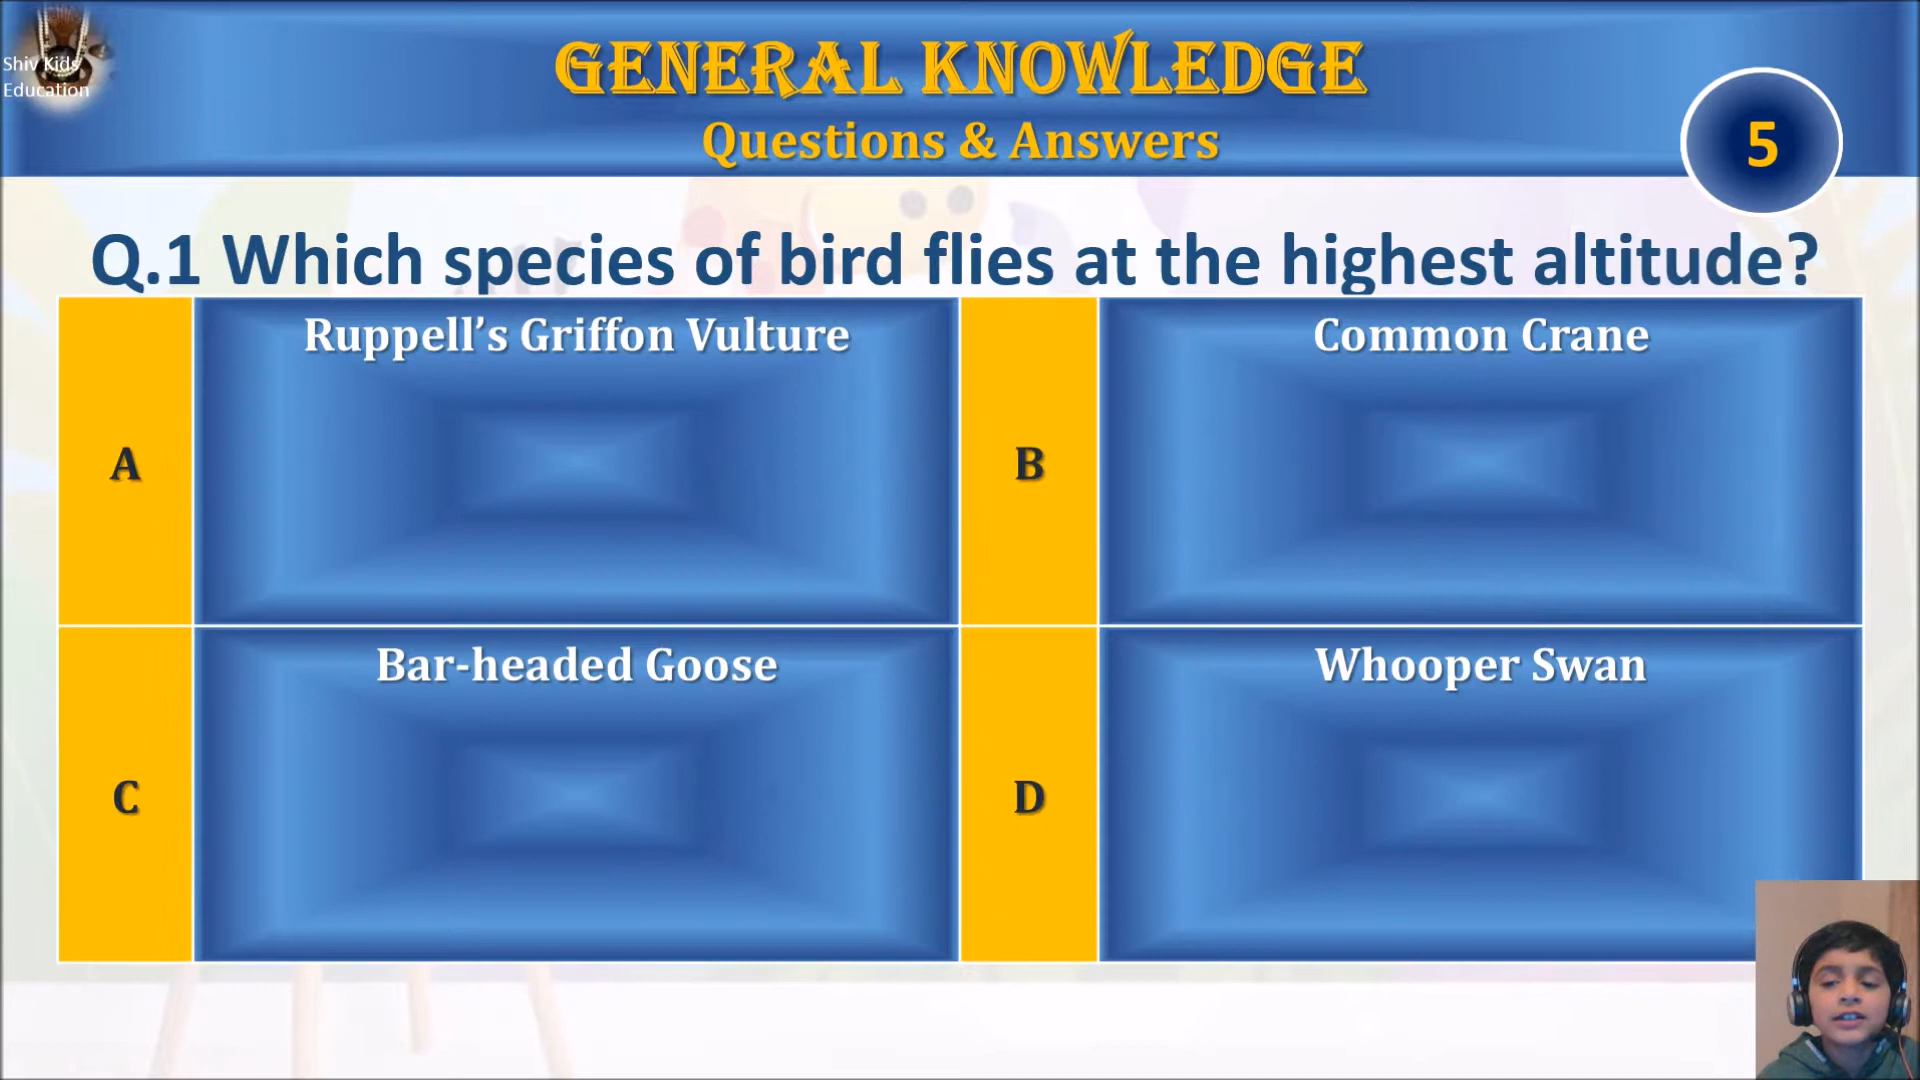 Shiv Kids
Education
GENERAL KNOWLEDGE
Questions & Answers
5
Q.1 Which species of bird flies at the highest altitude?
A
Ruppell’s Griffon Vulture
B
Common Crane
C
Bar-headed Goose
D
Whooper Swan